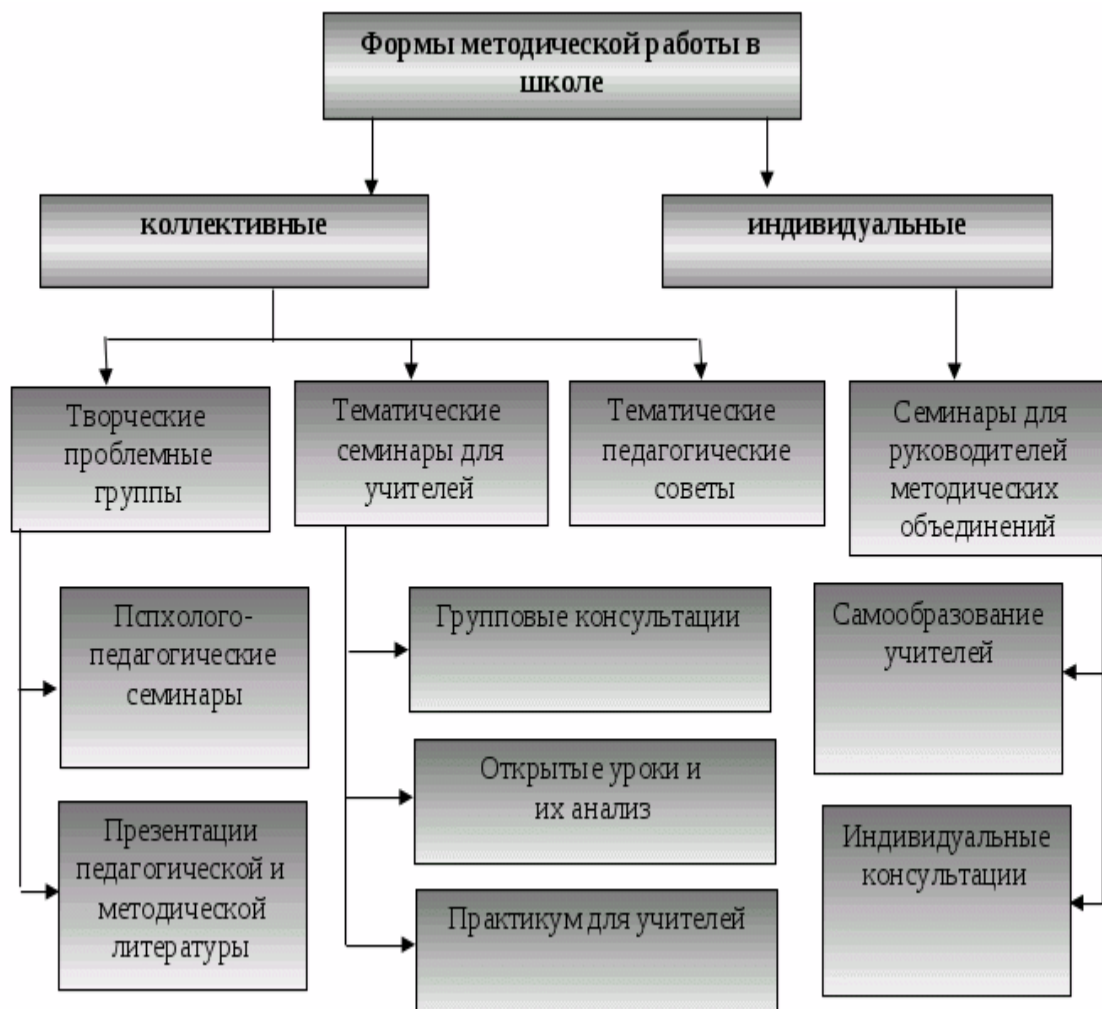 Формы методической работы в
школе
коллективные
индивидуальные
Творческие
проблемные
группы
Тематические
семинары для
учителей
Тематические
педагогические
советы
Семинары для
руководителей
методических
объединений
Пспхолого-
педагогические
семинары
Групповые консультации
Самообразование
учителей
Открытые уроки и
их анализ
Презентации
педагогической и
методической
литературы
Индивидуальные
консультации
Практикум для учителей